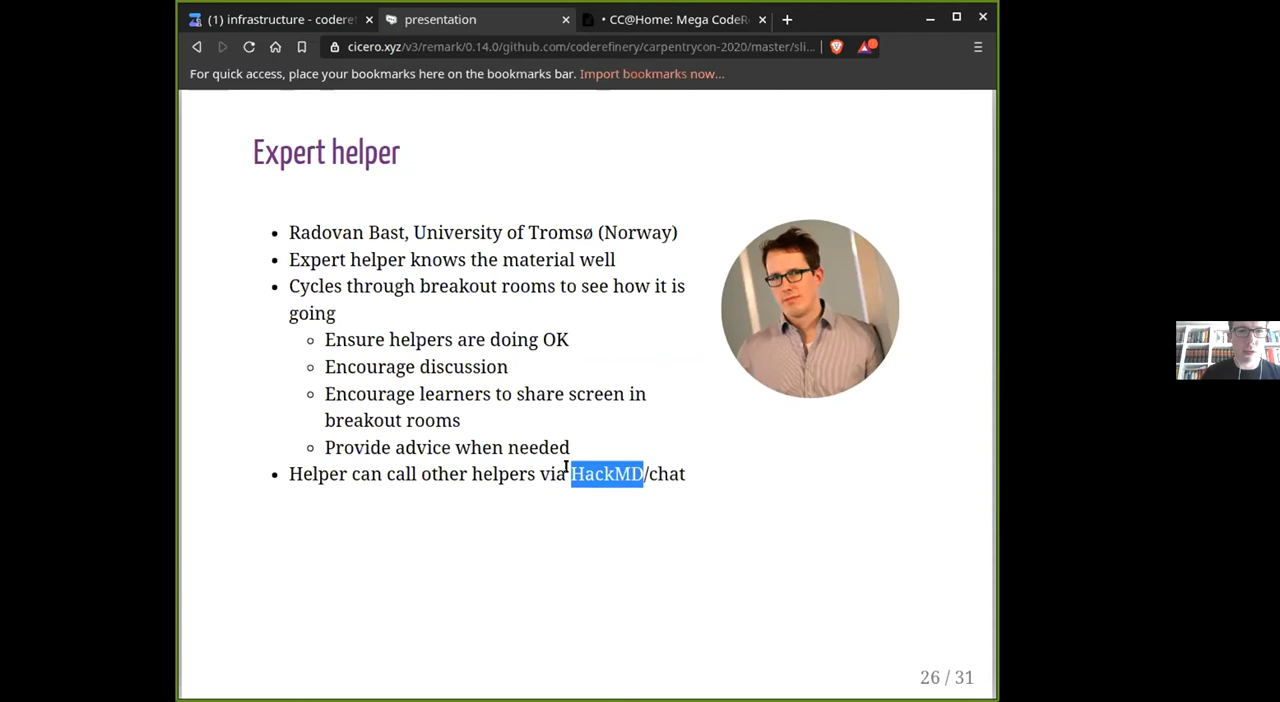 (1) infrastructure - coderef
presentation
• CC@Home: Mega CodeR
cicero.xyz/v3/remark/0.14.0/github.com/coderefinery/carpentrycon-2020/master/sli...
For quick access, place your bookmarks here on the bookmarks bar. Import bookmarks now...
Expert helper
• Radovan Bast, University of Tromsø (Norway)
• Expert helper knows the material well
• Cycles through breakout rooms to see how it is
going
◦ Ensure helpers are doing OK
◦ Encourage discussion
◦ Encourage learners to share screen in
breakout rooms
◦ Provide advice when needed
• Helper can call other helpers via HackMD/chat
26 / 31